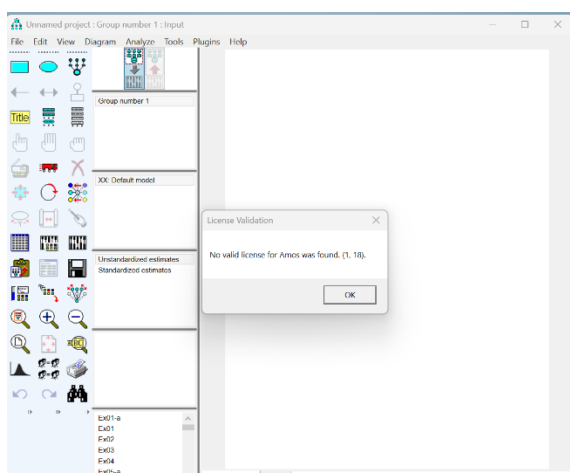 Unnamed project : Group number 1 : Input
File Edit View Diagram Analyze Tools Plugins Help
Title
Group number 1
XX: Default model
License Validation
No valid license for Amos was found. (1, 18).
OK
Unstandardized estimates
Standardized estimates
Ex01-a
Ex01
Ex02
Ex03
Ex04
Ex05-a